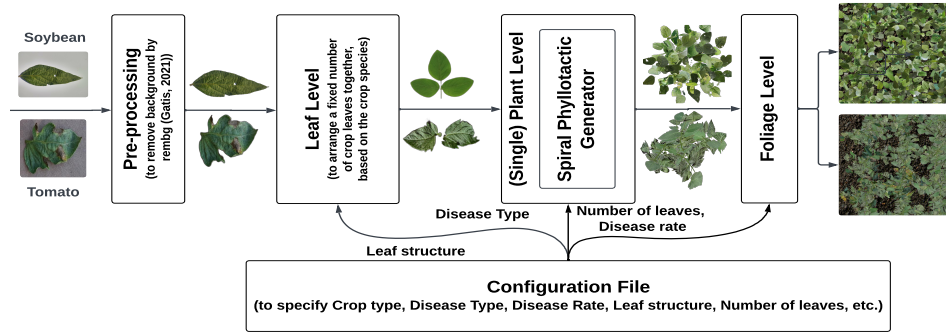 Soybean
Tomato
Pre-processing
(to remove background by
rembg (Gatis, 2021))
Leaf Level
(to arrange a fixed number
of crop leaves together,
based on the crop species)
(Single) Plant Level
Spiral Phyllotactic
Generator
Foliage Level
Disease Type
Leaf structure
Number of leaves,
Disease rate
Configuration File
(to specify Crop type, Disease Type, Disease Rate, Leaf structure, Number of leaves, etc.)